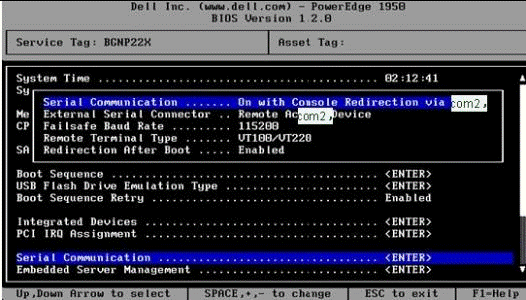 Dell Inc. (www.dell.com) - PowerEdge 1950
BIOS Version 1.2.0
Service Tag: BGNP22X Asset Tag:
System Time ........................................ 02:12:41
Sy
Serial Communication ....... On with Console Redirection via com2,
Me External Serial Connector .. Remote Ac com2, Device
CP Failsafe Baud Rate ......... 115200
Remote Terminal Type ....... VT100/VT220
SA Redirection After Boot ..... Enabled
Boot Sequence ...................................... <ENTER>
USB Flash Drive Emulation Type ..................... <ENTER>
Boot Sequence Retry ................................ Enabled
Integrated Devices ................................. <ENTER>
PCI IRQ Assignment ................................. <ENTER>
Serial Communication ............................... <ENTER>
Embedded Server Management ......................... <ENTER>
Up,Down Arrow to select SPACE,+,- to change ESC to exit F1=Help